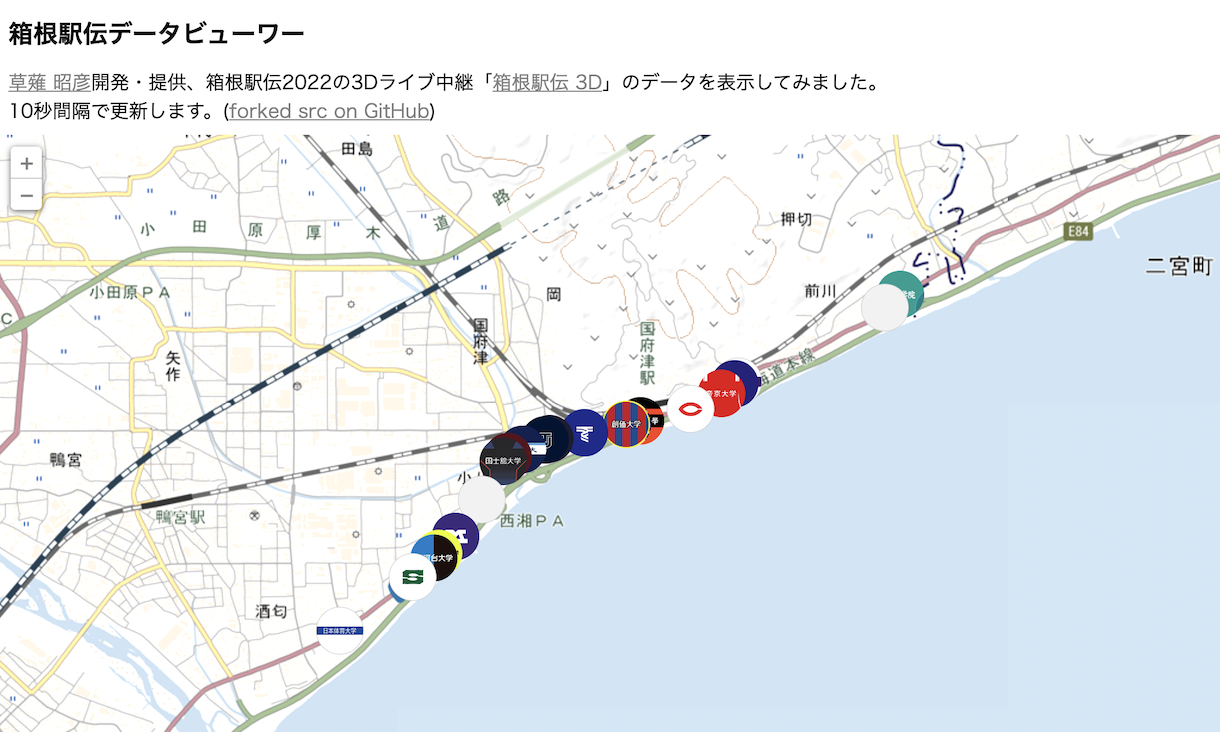 箱根駅伝データビューワー
草薙 昭彦開発・提供、箱根駅伝2022の3Dライブ中継「箱根駅伝 3D」のデータを表示してみました。
10秒間隔で更新します。(forked src on GitHub)
+
−
田島
小田原厚木道路
押切
E84
二宮町
小田原PA
岡
前川
C
国府津
国府津駅
矢作
海道本線
京大学
創価大学
国士舘大学
鴨宮
小
鴨宮駅
西湘PA
台大学
酒匂
日本体育大学